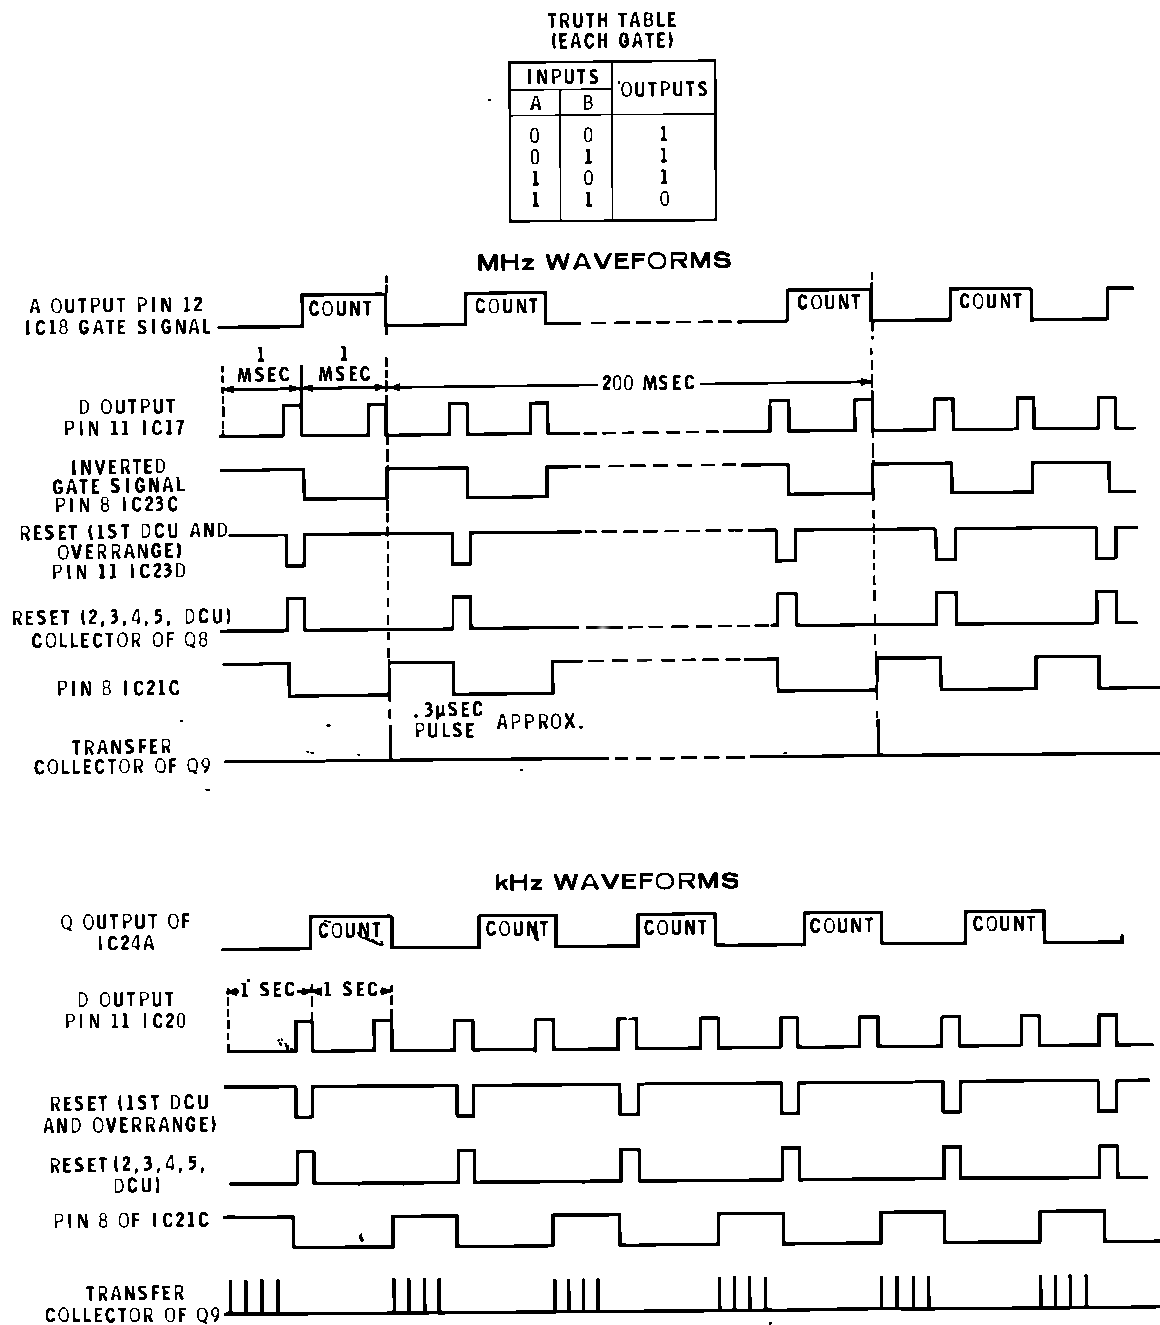 TRUTH TABLE
(EACH GATE)
INPUTS OUTPUTS
A B
0 0 1
0 1 1
1 0 1
1 1 0
MHz WAVEFORMS
A OUTPUT PIN 12
IC18 GATE SIGNAL
COUNT COUNT COUNT COUNT
1 MSEC 1 MSEC 200 MSEC
D OUTPUT
PIN 11 IC17
INVERTED
GATE SIGNAL
PIN 8 IC23C
RESET (1ST DCU AND
OVERRANGE)
PIN 11 IC23D
RESET (2,3,4,5, DCU)
COLLECTOR OF Q8
PIN 8 IC21C
.3µSEC
PULSE APPROX.
TRANSFER
COLLECTOR OF Q9
kHz WAVEFORMS
Q OUTPUT OF
IC24A
COUNT COUNT COUNT COUNT COUNT
1 SEC 1 SEC
D OUTPUT
PIN 11 IC20
RESET (1ST DCU
AND OVERRANGE)
RESET (2,3,4,5,
DCU)
PIN 8 OF IC21C
TRANSFER
COLLECTOR OF Q9